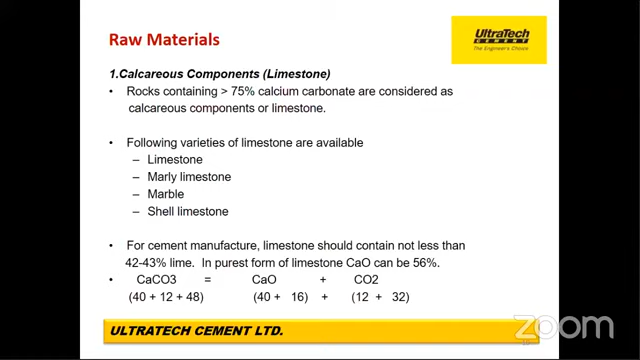 Raw Materials
UltraTech
CEMENT
The Engineer's Choice
1.Calcareous Components (Limestone)
• Rocks containing > 75% calcium carbonate are considered as
calcareous components or limestone.
• Following varieties of limestone are available
– Limestone
– Marly limestone
– Marble
– Shell limestone
• For cement manufacture, limestone should contain not less than
42-43% lime. In purest form of limestone CaO can be 56%.
• CaCO3 = CaO + CO2
(40 + 12 + 48) (40 + 16) + (12 + 32)
ULTRATECH CEMENT LTD.
zoom